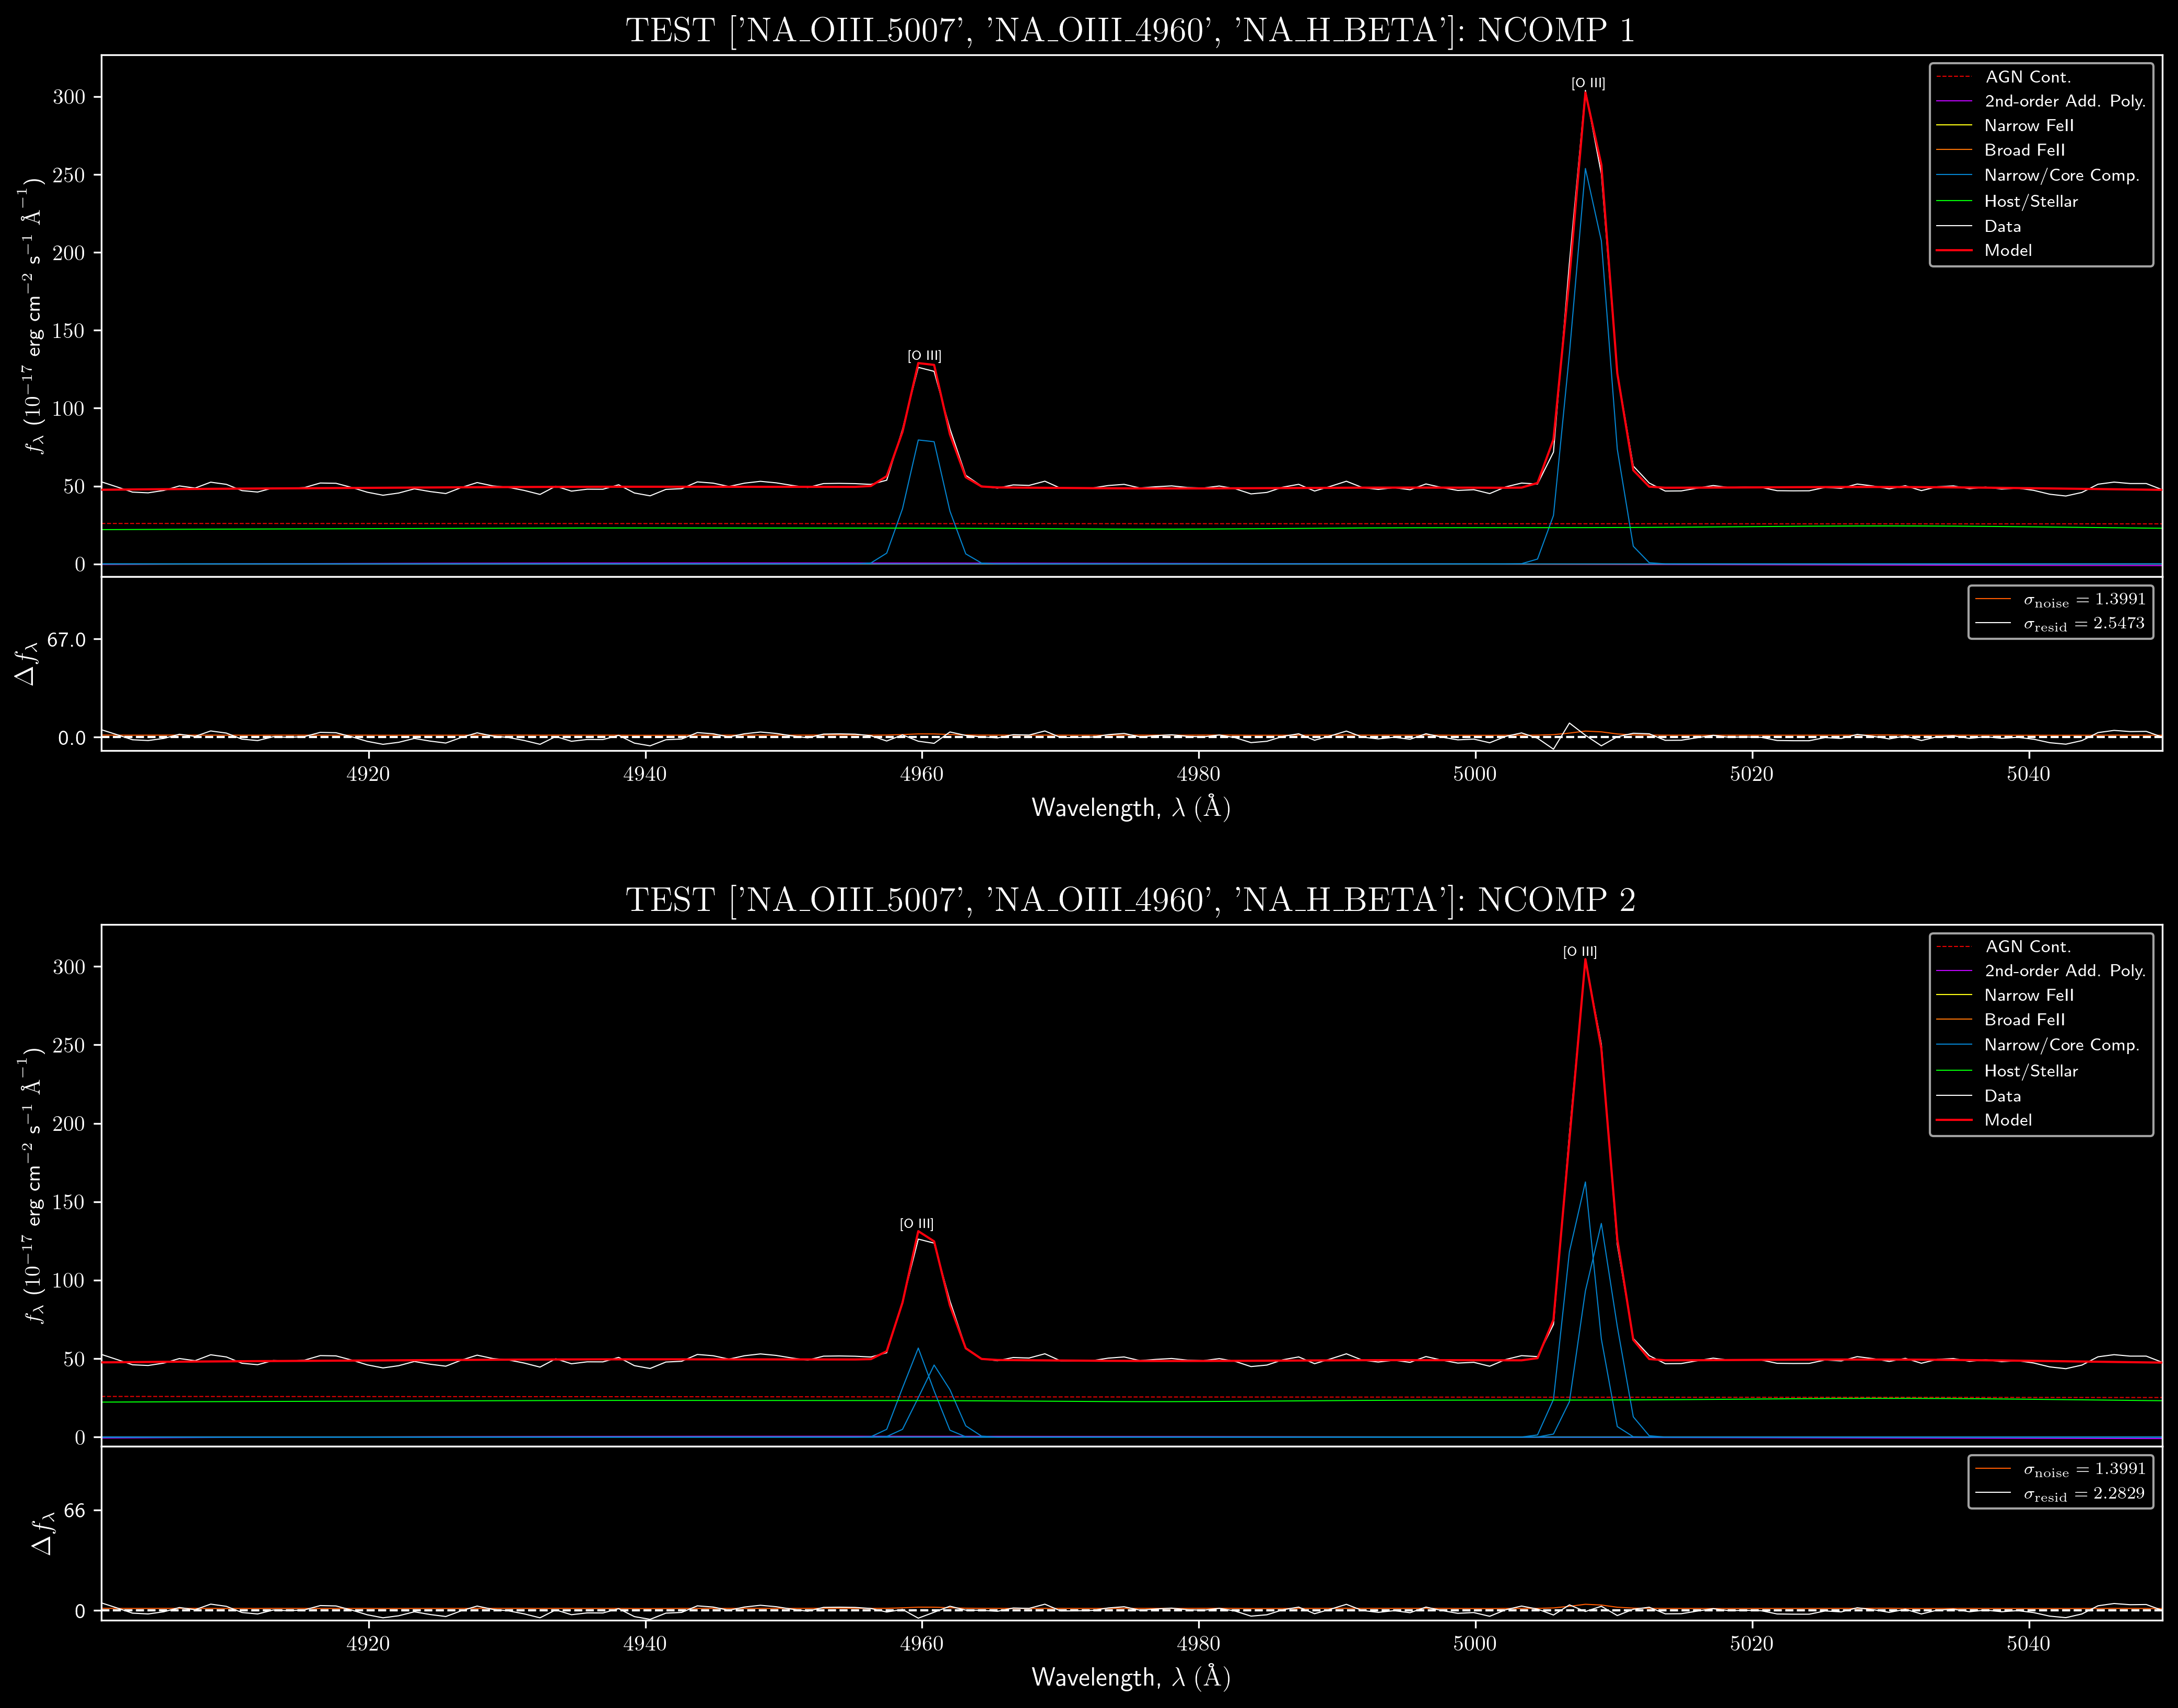 TEST ['NA_OIII_5007', 'NA_OIII_4960', 'NA_H_BETA']: NCOMP 1
fλ (10⁻¹⁷ erg cm⁻² s⁻¹ Å⁻¹)
300
250
200
150
100
50
0
[O III]
[O III]
AGN Cont.
2nd-order Add. Poly.
Narrow FeII
Broad FeII
Narrow/Core Comp.
Host/Stellar
Data
Model
Δfλ
67.0
0.0
σnoise = 1.3991
σresid = 2.5473
4920 4940 4960 4980 5000 5020 5040
Wavelength, λ (Å)
TEST ['NA_OIII_5007', 'NA_OIII_4960', 'NA_H_BETA']: NCOMP 2
fλ (10⁻¹⁷ erg cm⁻² s⁻¹ Å⁻¹)
300
250
200
150
100
50
0
[O III]
[O III]
AGN Cont.
2nd-order Add. Poly.
Narrow FeII
Broad FeII
Narrow/Core Comp.
Host/Stellar
Data
Model
Δfλ
66
0
σnoise = 1.3991
σresid = 2.2829
4920 4940 4960 4980 5000 5020 5040
Wavelength, λ (Å)